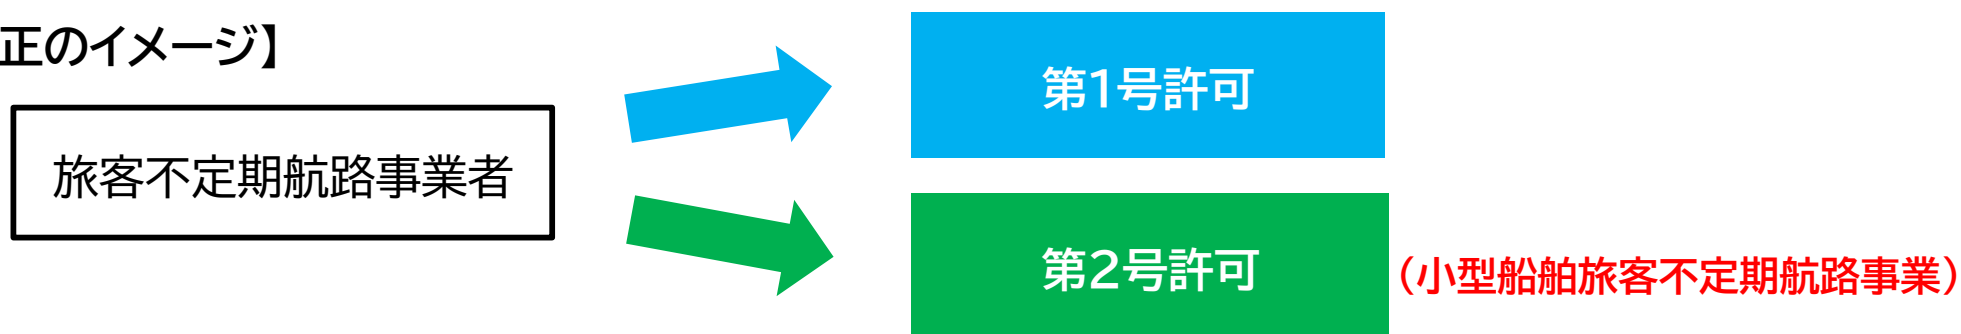 正のイメージ】
旅客不定期航路事業者
第1号許可
第2号許可
（小型船舶旅客不定期航路事業）